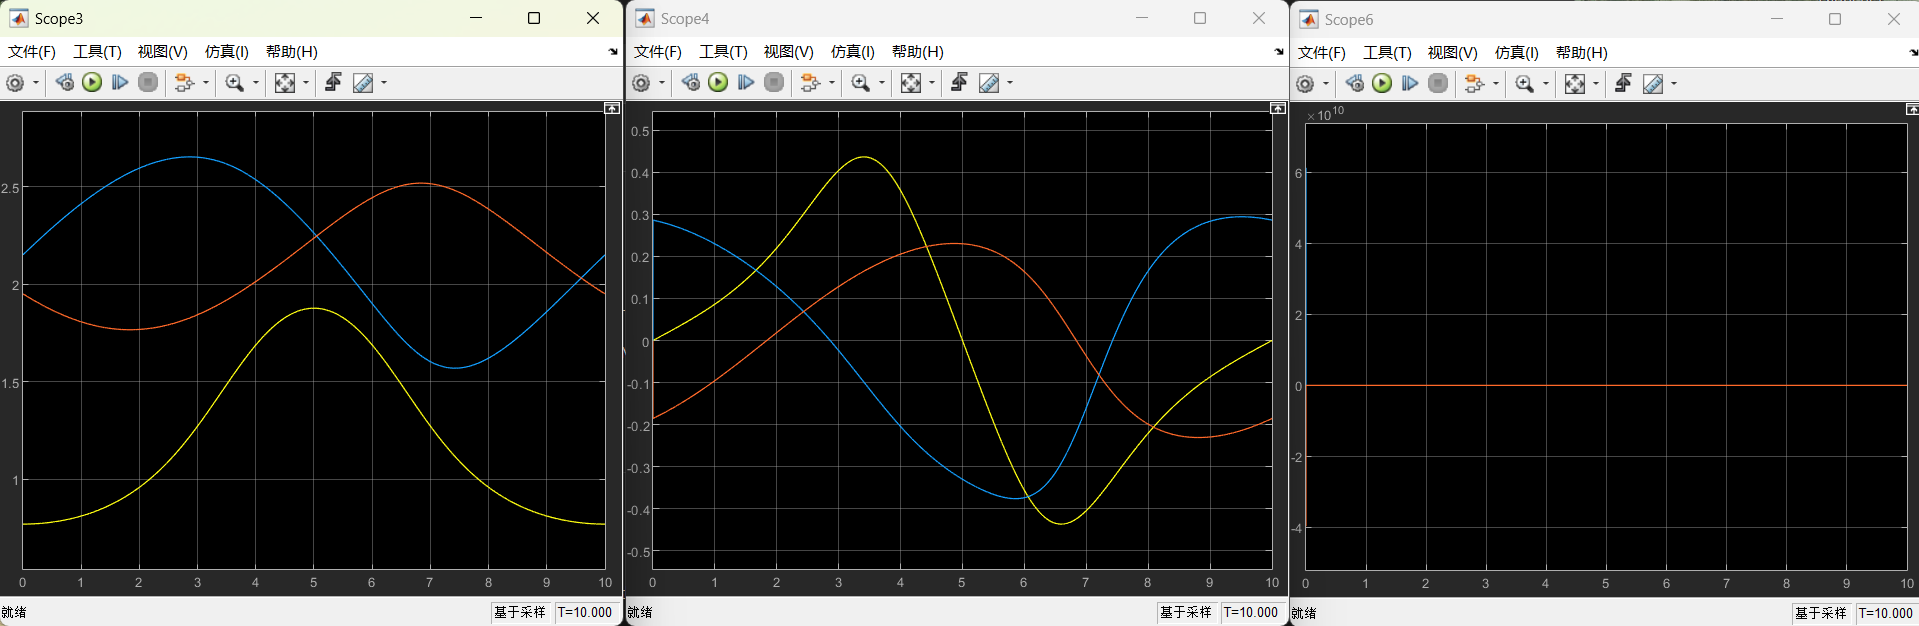 Scope3
文件(F) 工具(T) 视图(V) 仿真(I) 帮助(H)
2.5
2
1.5
1
0 1 2 3 4 5 6 7 8 9 10
就绪 基于采样 T=10.000
Scope4
文件(F) 工具(T) 视图(V) 仿真(I) 帮助(H)
0.5
0.4
0.3
0.2
0.1
0
-0.1
-0.2
-0.3
-0.4
-0.5
0 1 2 3 4 5 6 7 8 9 10
就绪 基于采样 T=10.000
Scope6
文件(F) 工具(T) 视图(V) 仿真(I) 帮助(H)
×10^10
6
4
2
0
-2
-4
0 1 2 3 4 5 6 7 8 9 10
就绪 基于采样 T=10.000